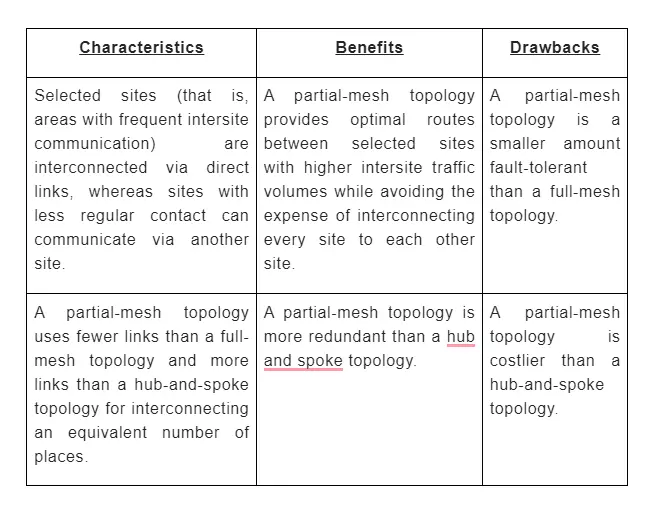 Characteristics
Benefits
Drawbacks
Selected sites (that is,
areas with frequent intersite
communication) are
interconnected via direct
links, whereas sites with
less regular contact can
communicate via another
site.
A partial-mesh topology
provides optimal routes
between selected sites
with higher intersite traffic
volumes while avoiding the
expense of interconnecting
every site to each other
site.
A partial-mesh
topology is a
smaller amount
fault-tolerant
than a full-mesh
topology.
A partial-mesh topology
uses fewer links than a full-
mesh topology and more
links than a hub-and-spoke
topology for interconnecting
an equivalent number of
places.
A partial-mesh topology is
more redundant than a hub
and spoke topology.
A partial-mesh
topology is
costlier than a
hub-and-spoke
topology.